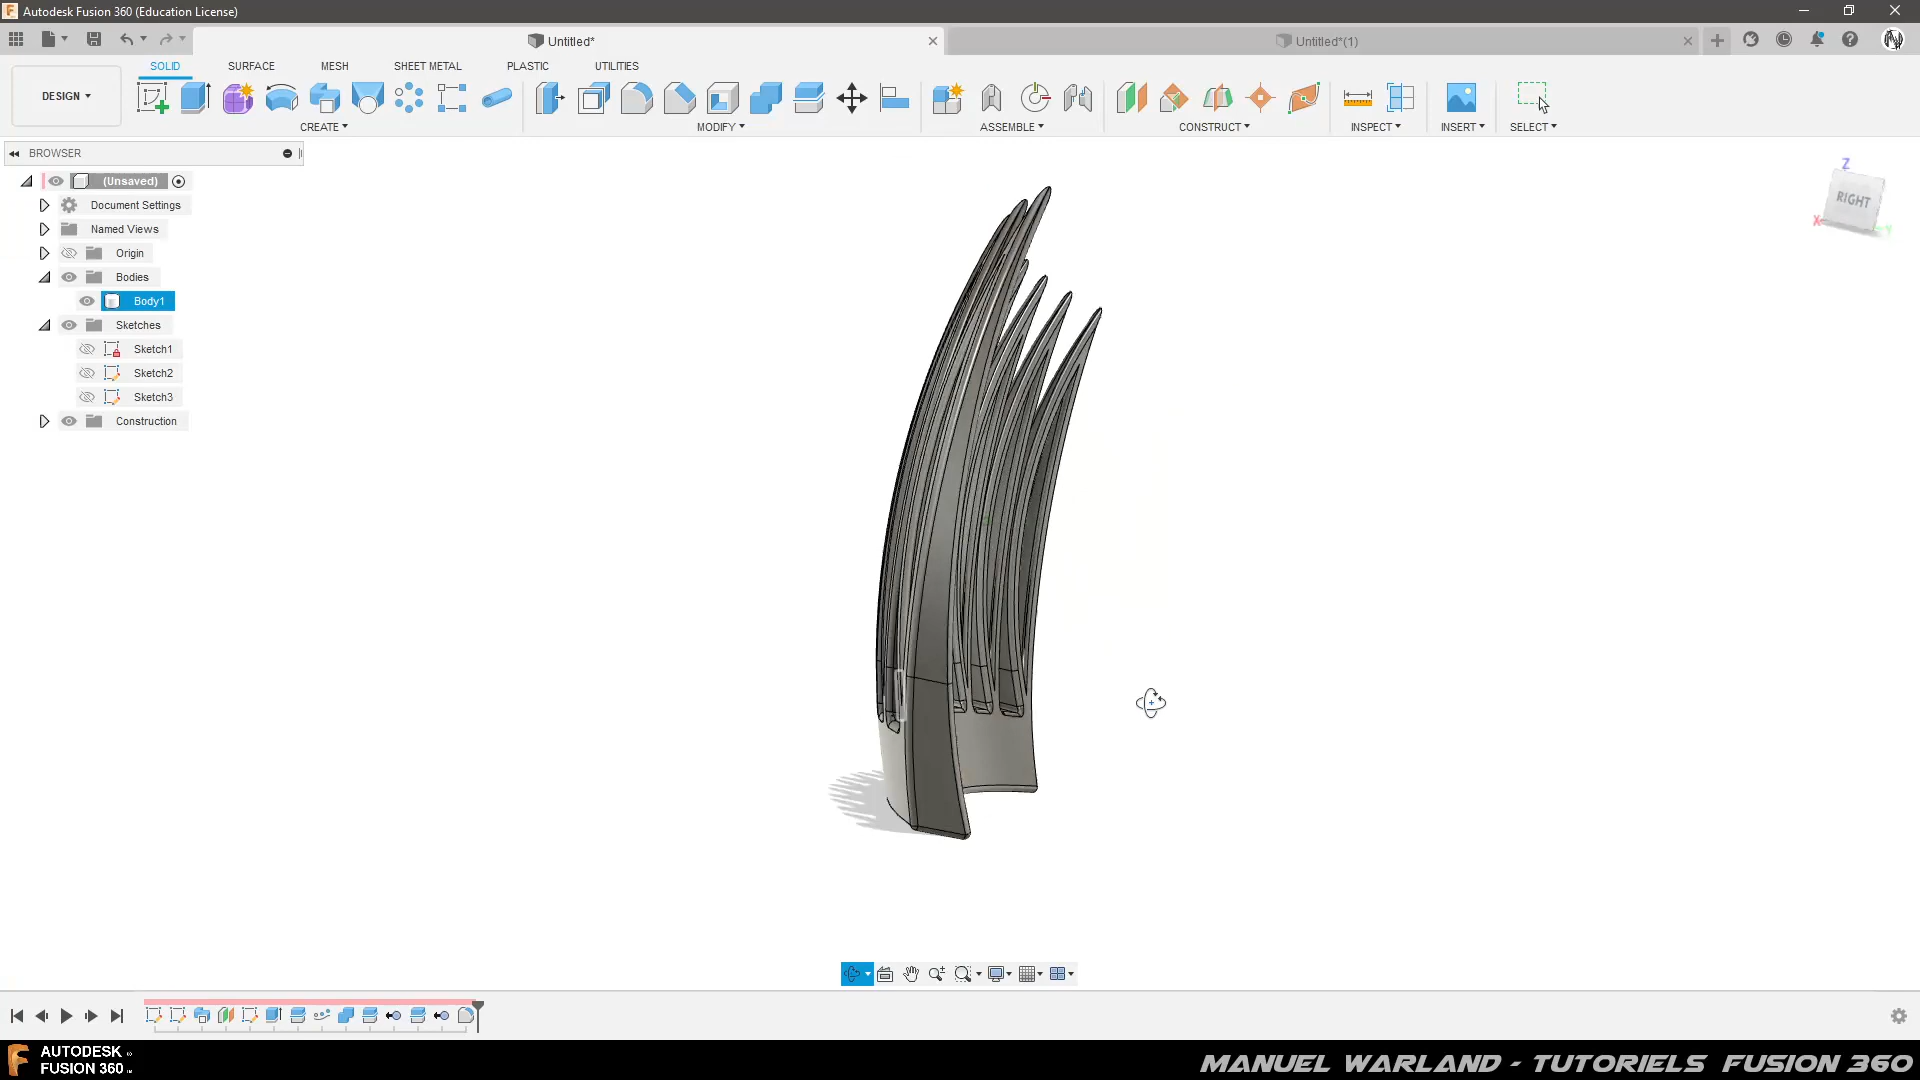 Autodesk Fusion 360 (Education License)
Untitled*
Untitled*(1)
SOLID
SURFACE
MESH
SHEET METAL
PLASTIC
UTILITIES
DESIGN
CREATE
MODIFY
ASSEMBLE
CONSTRUCT
INSPECT
INSERT
SELECT
BROWSER
(Unsaved)
Document Settings
Named Views
Origin
Bodies
Body1
Sketches
Sketch1
Sketch2
Sketch3
Construction
Z
RIGHT
X
Y
AUTODESK
FUSION 360
MANUEL WARLAND - TUTORIELS FUSION 360